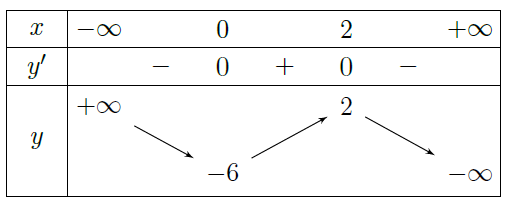 x −∞ 0 2 +∞
y′ − 0 + 0 −
+∞ 2
y
−6 −∞